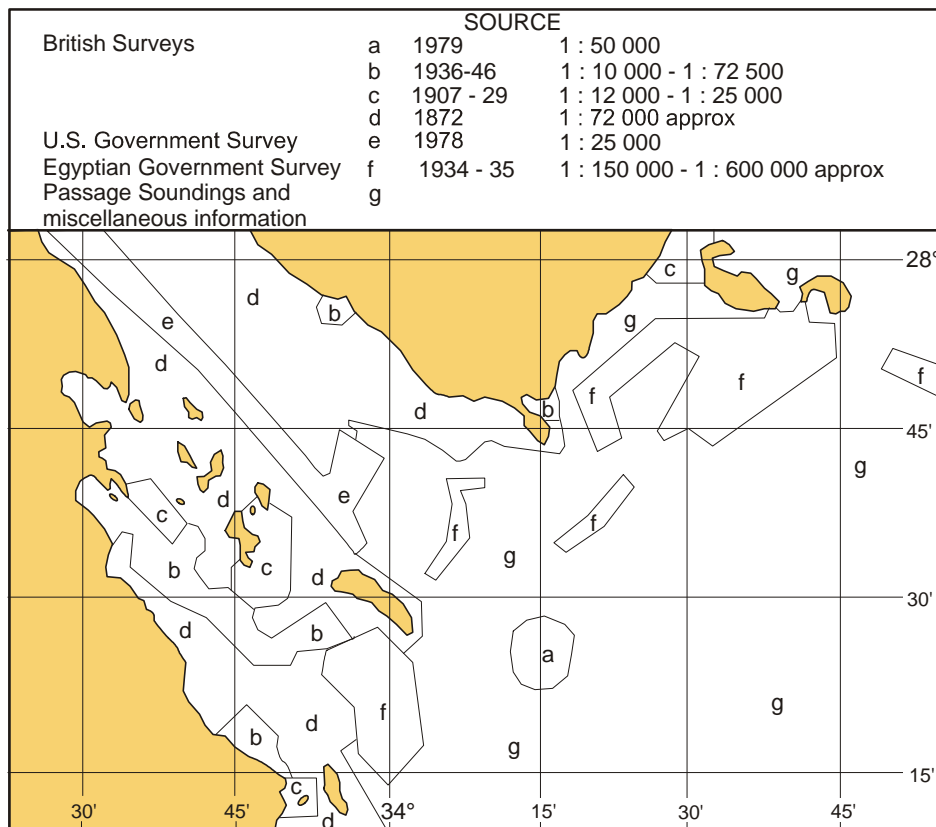 SOURCE
British Surveys a 1979 1 : 50 000
b 1936-46 1 : 10 000 - 1 : 72 500
c 1907 - 29 1 : 12 000 - 1 : 25 000
d 1872 1 : 72 000 approx
U.S. Government Survey e 1978 1 : 25 000
Egyptian Government Survey f 1934 - 35 1 : 150 000 - 1 : 600 000 approx
Passage Soundings and g
miscellaneous information
c g 28°
d b
e g
d f f f
d b
45'
g
c d e
f f
b c d g
30'
d b
a
f g
b d g
15'
c
30' 45' 34° 15' 30' 45'
d